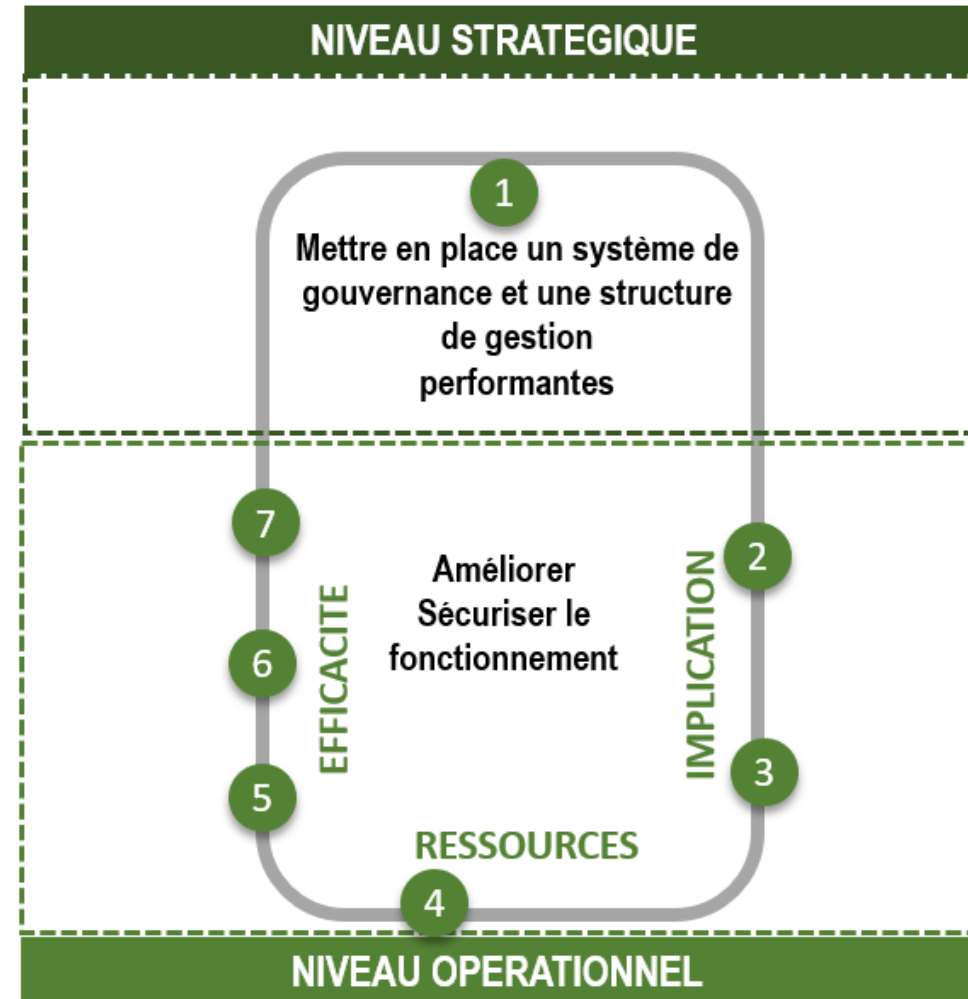 NIVEAU STRATEGIQUE
1
Mettre en place un système de
gouvernance et une structure
de gestion
performantes
7
2
Améliorer
Sécuriser le
fonctionnement
EFFICACITE
IMPLICATION
6
3
5
RESSOURCES
4
NIVEAU OPERATIONNEL